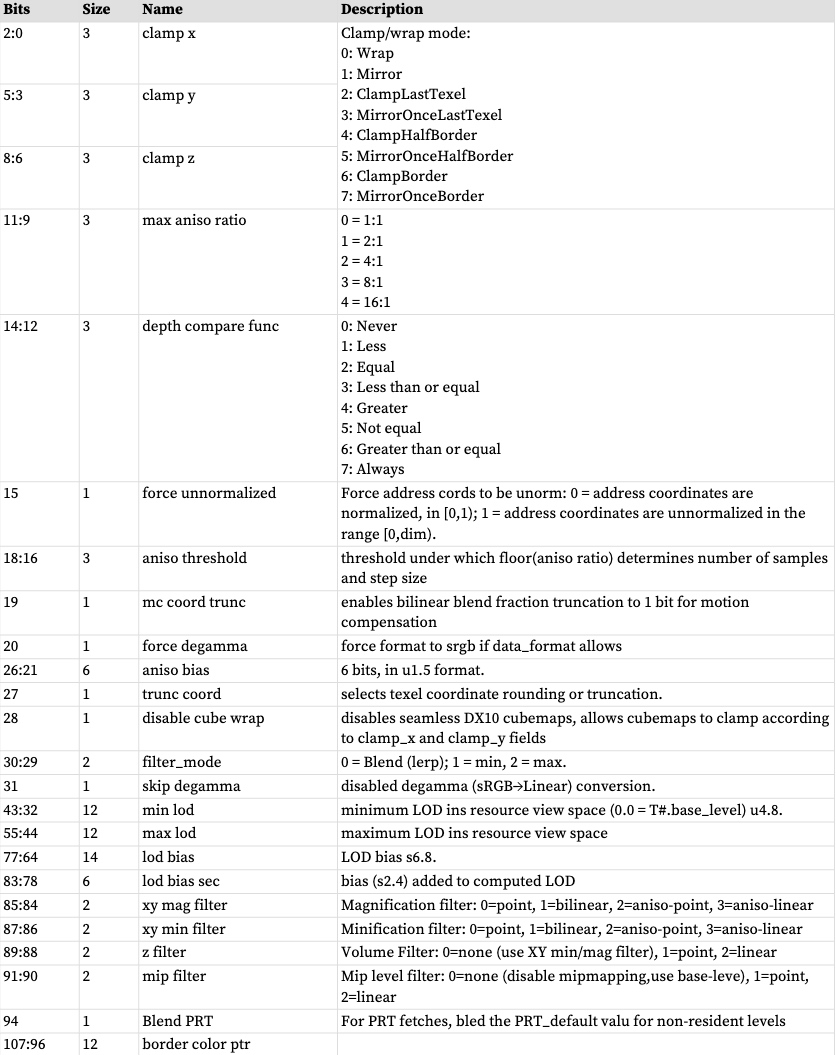 Bits Size Name Description
2:0 3 clamp x Clamp/wrap mode:
0: Wrap
1: Mirror
5:3 3 clamp y 2: ClampLastTexel
3: MirrorOnceLastTexel
4: ClampHalfBorder
8:6 3 clamp z 5: MirrorOnceHalfBorder
6: ClampBorder
7: MirrorOnceBorder
11:9 3 max aniso ratio 0 = 1:1
1 = 2:1
2 = 4:1
3 = 8:1
4 = 16:1
14:12 3 depth compare func 0: Never
1: Less
2: Equal
3: Less than or equal
4: Greater
5: Not equal
6: Greater than or equal
7: Always
15 1 force unnormalized Force address cords to be unorm: 0 = address coordinates are
normalized, in [0,1); 1 = address coordinates are unnormalized in the
range [0,dim).
18:16 3 aniso threshold threshold under which floor(aniso ratio) determines number of samples
and step size
19 1 mc coord trunc enables bilinear blend fraction truncation to 1 bit for motion
compensation
20 1 force degamma force format to srgb if data_format allows
26:21 6 aniso bias 6 bits, in u1.5 format.
27 1 trunc coord selects texel coordinate rounding or truncation.
28 1 disable cube wrap disables seamless DX10 cubemaps, allows cubemaps to clamp according
to clamp_x and clamp_y fields
30:29 2 filter_mode 0 = Blend (lerp); 1 = min, 2 = max.
31 1 skip degamma disabled degamma (sRGB→Linear) conversion.
43:32 12 min lod minimum LOD ins resource view space (0.0 = T#.base_level) u4.8.
55:44 12 max lod maximum LOD ins resource view space
77:64 14 lod bias LOD bias s6.8.
83:78 6 lod bias sec bias (s2.4) added to computed LOD
85:84 2 xy mag filter Magnification filter: 0=point, 1=bilinear, 2=aniso-point, 3=aniso-linear
87:86 2 xy min filter Minification filter: 0=point, 1=bilinear, 2=aniso-point, 3=aniso-linear
89:88 2 z filter Volume Filter: 0=none (use XY min/mag filter), 1=point, 2=linear
91:90 2 mip filter Mip level filter: 0=none (disable mipmapping,use base-leve), 1=point,
2=linear
94 1 Blend PRT For PRT fetches, bled the PRT_default valu for non-resident levels
107:96 12 border color ptr